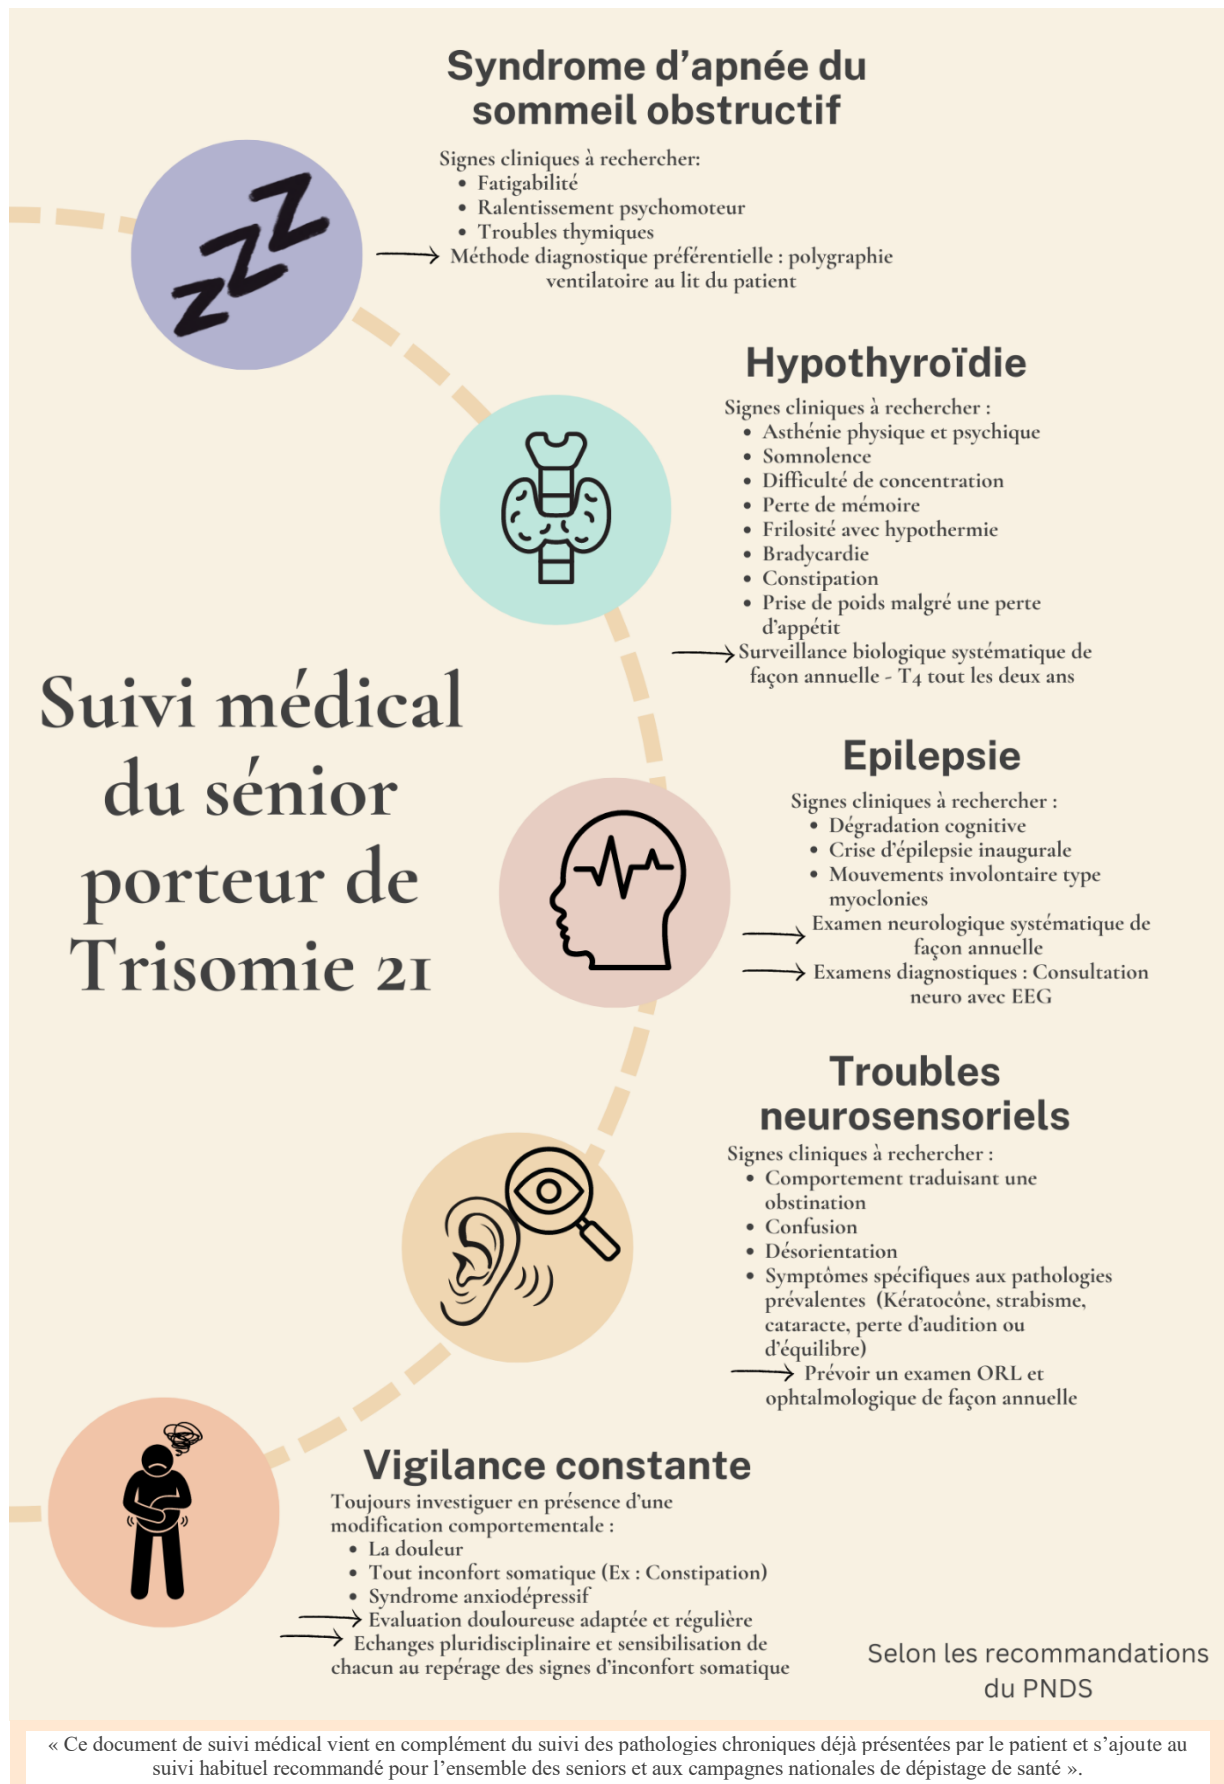 Syndrome d’apnée du
sommeil obstructif
Signes cliniques à rechercher:
• Fatigabilité
• Ralentissement psychomoteur
• Troubles thymiques
Méthode diagnostique préférentielle : polygraphie
ventilatoire au lit du patient
zzz
Hypothyroïdie
Signes cliniques à rechercher :
• Asthénie physique et psychique
• Somnolence
• Difficulté de concentration
• Perte de mémoire
• Frilosité avec hypothermie
• Bradycardie
• Constipation
• Prise de poids malgré une perte
d’appétit
Surveillance biologique systématique de
façon annuelle - T4 tout les deux ans
Suivi médical
du sénior
porteur de
Trisomie 21
Epilepsie
Signes cliniques à rechercher :
• Dégradation cognitive
• Crise d’épilepsie inaugurale
• Mouvements involontaire type
myoclonies
Examen neurologique systématique de
façon annuelle
Examens diagnostiques : Consultation
neuro avec EEG
Troubles
neurosensoriels
Signes cliniques à rechercher :
• Comportement traduisant une
obstination
• Confusion
• Désorientation
• Symptômes spécifiques aux pathologies
prévalentes (Kératocône, strabisme,
cataracte, perte d’audition ou
d’équilibre)
Prévoir un examen ORL et
ophtalmologique de façon annuelle
Vigilance constante
Toujours investiguer en présence d’une
modification comportementale :
• La douleur
• Tout inconfort somatique (Ex : Constipation)
• Syndrome anxiodépressif
Evaluation douloureuse adaptée et régulière
Echanges pluridisciplinaire et sensibilisation de
chacun au repérage des signes d’inconfort somatique
Selon les recommandations
du PNDS
« Ce document de suivi médical vient en complément du suivi des pathologies chroniques déjà présentées par le patient et s’ajoute au
suivi habituel recommandé pour l’ensemble des seniors et aux campagnes nationales de dépistage de santé ».